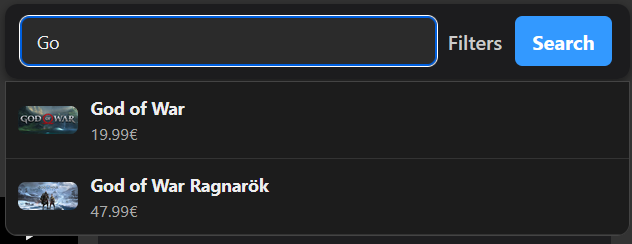 Go
Filters
Search
GOD OF WAR
God of War
19.99€
God of War Ragnarök
47.99€